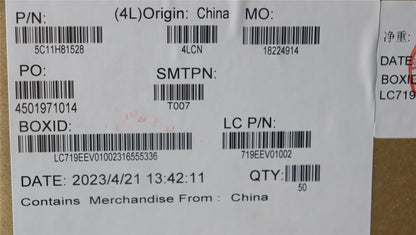 P/N: (4L)Origin: China MO:
5C11H81528 4LCN 18224914
PO: SMTPN:
4501971014 T007
BOXID: LC P/N:
LC719EEV01002316555336 719EEV01002
DATE: 2023/4/21 13:42:11 QTY:
50
Contains Merchandise From : China
净重:
DATE
BOXID
LC719